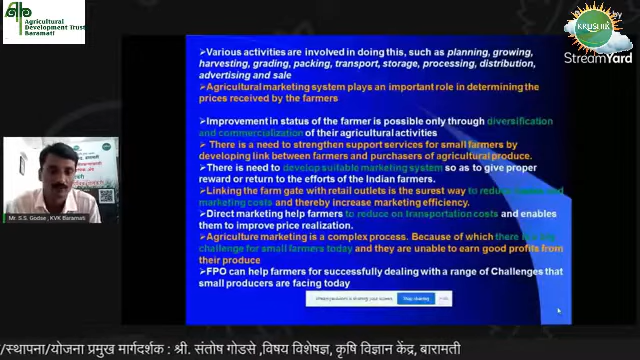 Agricultural
Development Trust
Baramati
KRUSHIK
StreamYard
➢Various activities are involved in doing this, such as planning, growing,
harvesting, grading, packing, transport, storage, processing, distribution,
advertising and sale
➢Agricultural marketing system plays an important role in determining the
prices received by the farmers
➢Improvement in status of the farmer is possible only through diversification
and commercialization of their agricultural activities
➢ There is a need to strengthen support services for small farmers by
developing link between farmers and purchasers of agricultural produce.
➢There is need to develop suitable marketing system so as to give proper
reward or return to the efforts of the Indian farmers.
➢Linking the farm gate with retail outlets is the surest way to reduce and
marketing costs and thereby increase marketing efficiency.
➢Direct marketing help farmers to reduce on transportation costs and enables
them to improve price realization.
➢Agriculture marketing is a complex process. Because of which there is a big
challenge for small farmers today and they are unable to earn good profits from
their produce
➢FPO can help farmers for successfully dealing with a range of Challenges that
small producers are facing today
Stop sharing
Mr. S.S. Godse , KVK Baramati
/स्थापना/योजना प्रमुख मार्गदर्शक : श्री. संतोष गोडसे ,विषय विशेषज्ञ, कृषि विज्ञान केंद्र, बारामती